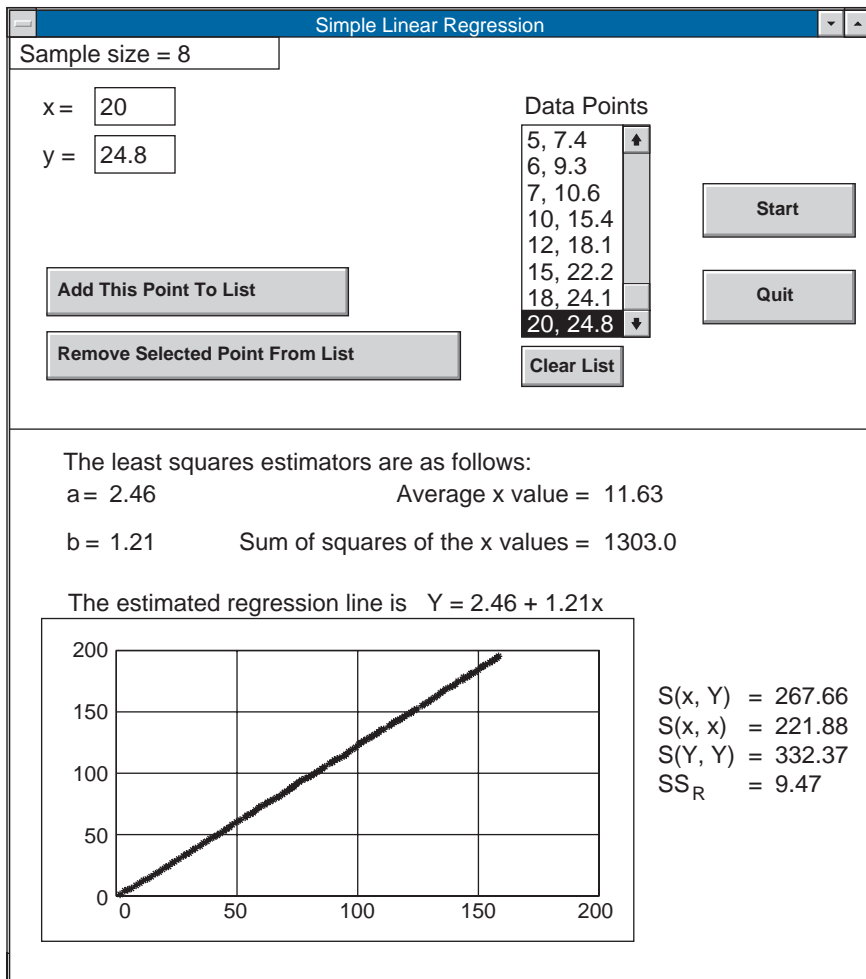 Simple Linear Regression
Sample size = 8
x = 20
y = 24.8
Data Points
5, 7.4
6, 9.3
7, 10.6
10, 15.4
12, 18.1
15, 22.2
18, 24.1
20, 24.8
Start
Quit
Add This Point To List
Remove Selected Point From List
Clear List
The least squares estimators are as follows:
a = 2.46 Average x value = 11.63
b = 1.21 Sum of squares of the x values = 1303.0
The estimated regression line is Y = 2.46 + 1.21x
200
150
100
50
0
0 50 100 150 200
S(x, Y) = 267.66
S(x, x) = 221.88
S(Y, Y) = 332.37
SS_R = 9.47